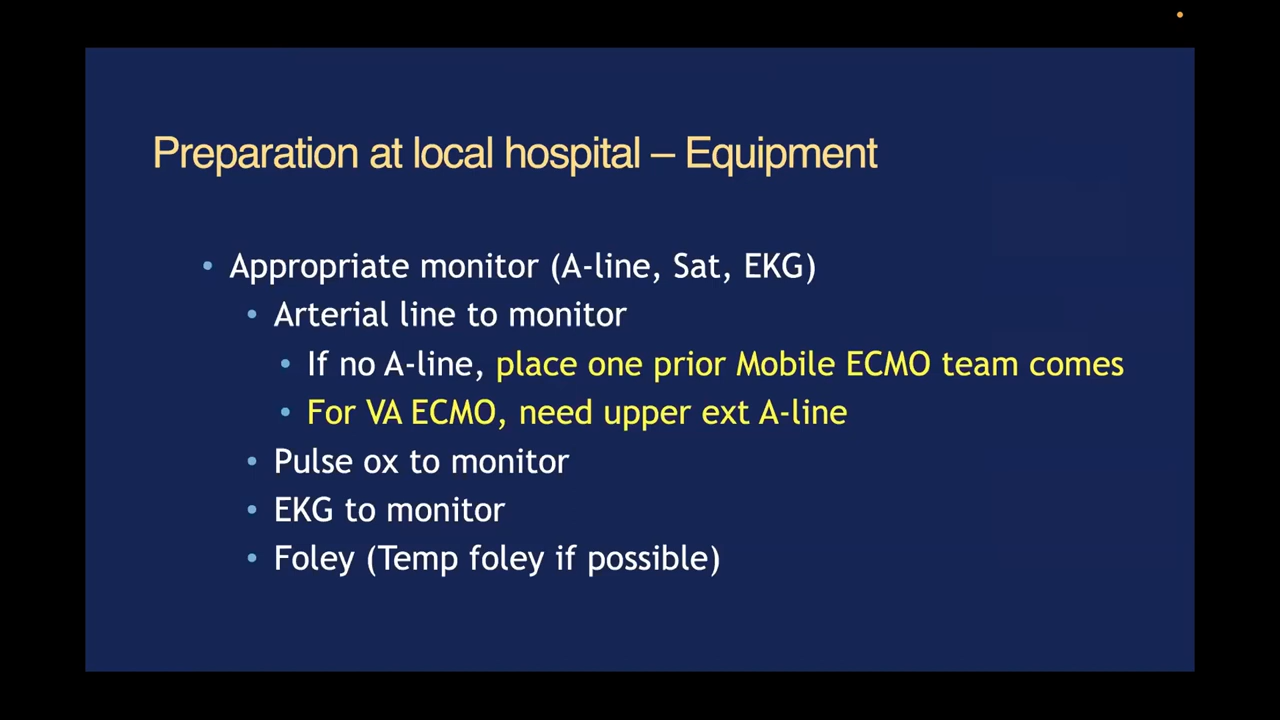 Preparation at local hospital – Equipment
• Appropriate monitor (A-line, Sat, EKG)
• Arterial line to monitor
• If no A-line, place one prior Mobile ECMO team comes
• For VA ECMO, need upper ext A-line
• Pulse ox to monitor
• EKG to monitor
• Foley (Temp foley if possible)